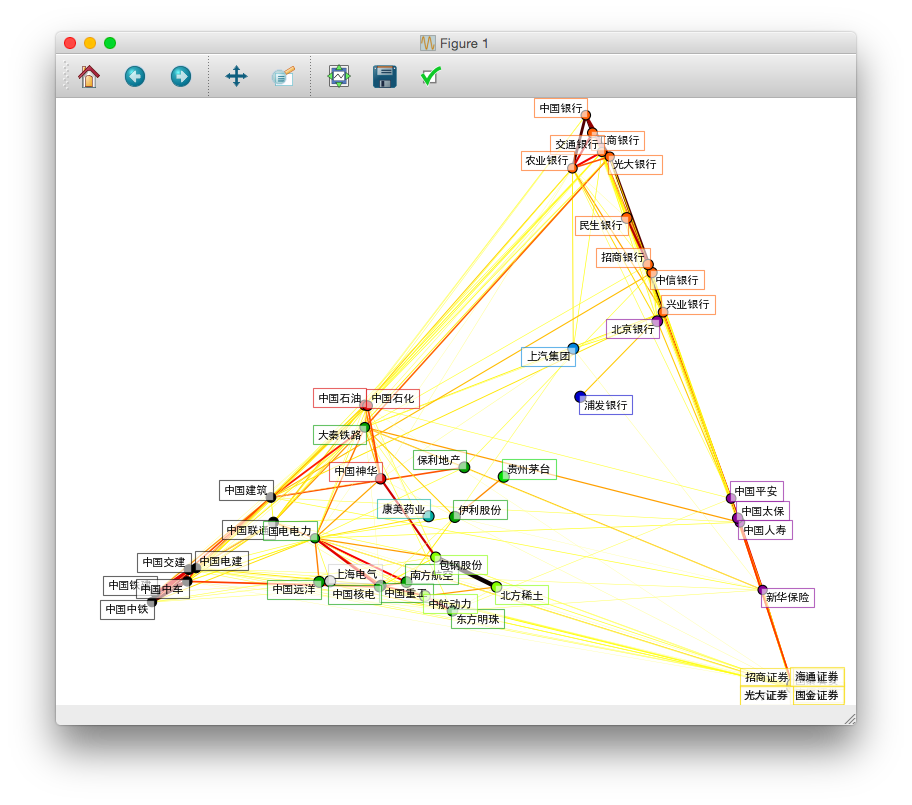 Figure 1
中国银行
交通银行
工商银行
农业银行
光大银行
民生银行
招商银行
中信银行
兴业银行
北京银行
上汽集团
浦发银行
中国石油
中国石化
大秦铁路
保利地产
贵州茅台
中国神华
中国建筑
中国平安
康美药业
伊利股份
中国太保
中国联通
国电电力
中国人寿
中国交建
中国电建
包钢股份
上海电气
南方航空
中国铁建
中国中车
中国远洋
中国核电
中国重工
北方稀土
新华保险
中国中铁
中航动力
东方明珠
招商证券
海通证券
光大证券
国金证券